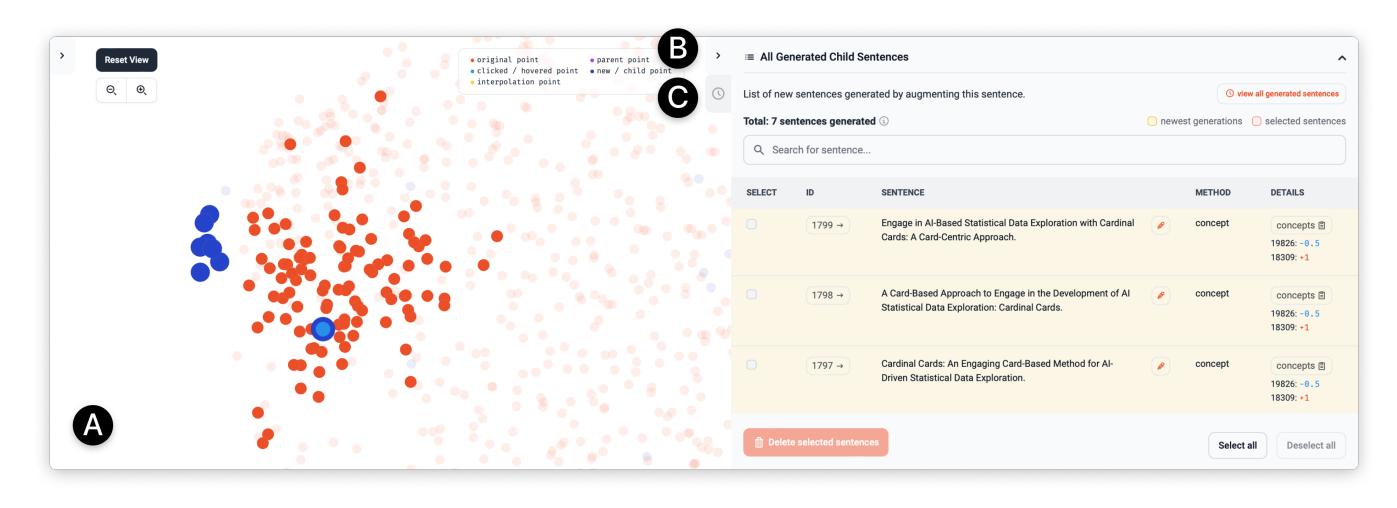 Reset View
original point
parent point
clicked / hovered point
new / child point
interpolation point
A
B
C
All Generated Child Sentences
List of new sentences generated by augmenting this sentence.
view all generated sentences
Total: 7 sentences generated
newest generations
selected sentences
Search for sentence...
SELECT ID SENTENCE METHOD DETAILS
1799 →
Engage in AI-Based Statistical Data Exploration with Cardinal
Cards: A Card-Centric Approach.
concept
concepts
19826: -0.5
18309: +1
1798 →
A Card-Based Approach to Engage in the Development of AI
Statistical Data Exploration: Cardinal Cards.
concept
concepts
19826: -0.5
18309: +1
1797 →
Cardinal Cards: An Engaging Card-Based Method for AI-
Driven Statistical Data Exploration.
concept
concepts
19826: -0.5
18309: +1
Delete selected sentences
Select all
Deselect all